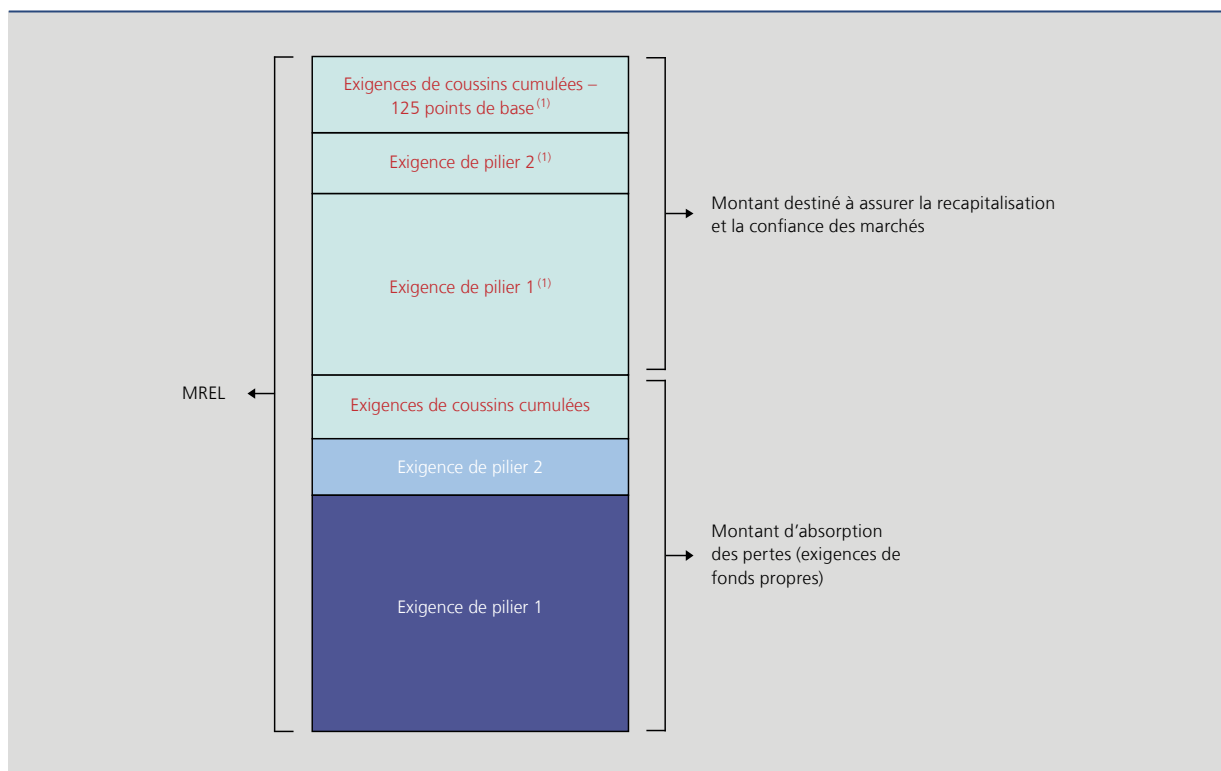 Exigences de coussins cumulées –
125 points de base (1)
Exigence de pilier 2 (1)
Montant destiné à assurer la recapitalisation
et la confiance des marchés
Exigence de pilier 1 (1)
MREL
Exigences de coussins cumulées
Exigence de pilier 2
Montant d’absorption
des pertes (exigences de
fonds propres)
Exigence de pilier 1